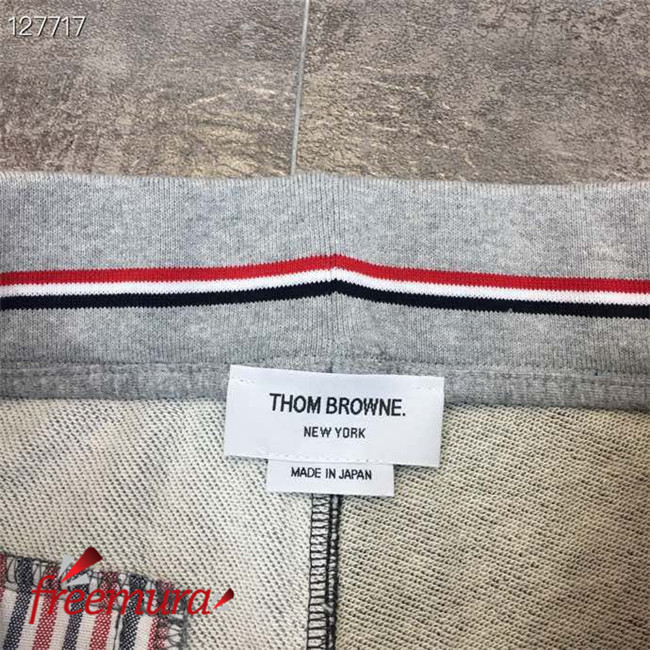 127717
THOM BROWNE.
NEW YORK
MADE IN JAPAN
freemura